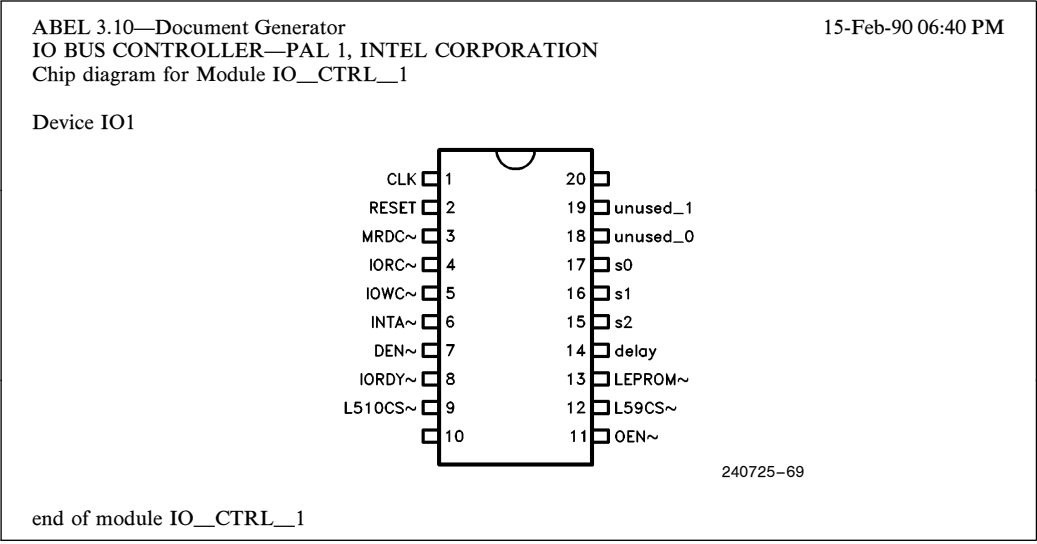 ABEL 3.10—Document Generator 15-Feb-90 06:40 PM
IO BUS CONTROLLER—PAL 1, INTEL CORPORATION
Chip diagram for Module IO__CTRL__1
Device IO1
CLK 1 20
RESET 2 19 unused_1
MRDC~ 3 18 unused_0
IORC~ 4 17 s0
IOWC~ 5 16 s1
INTA~ 6 15 s2
DEN~ 7 14 delay
IORDY~ 8 13 LEPROM~
L510CS~ 9 12 L59CS~
10 11 OEN~
240725-69
end of module IO__CTRL__1